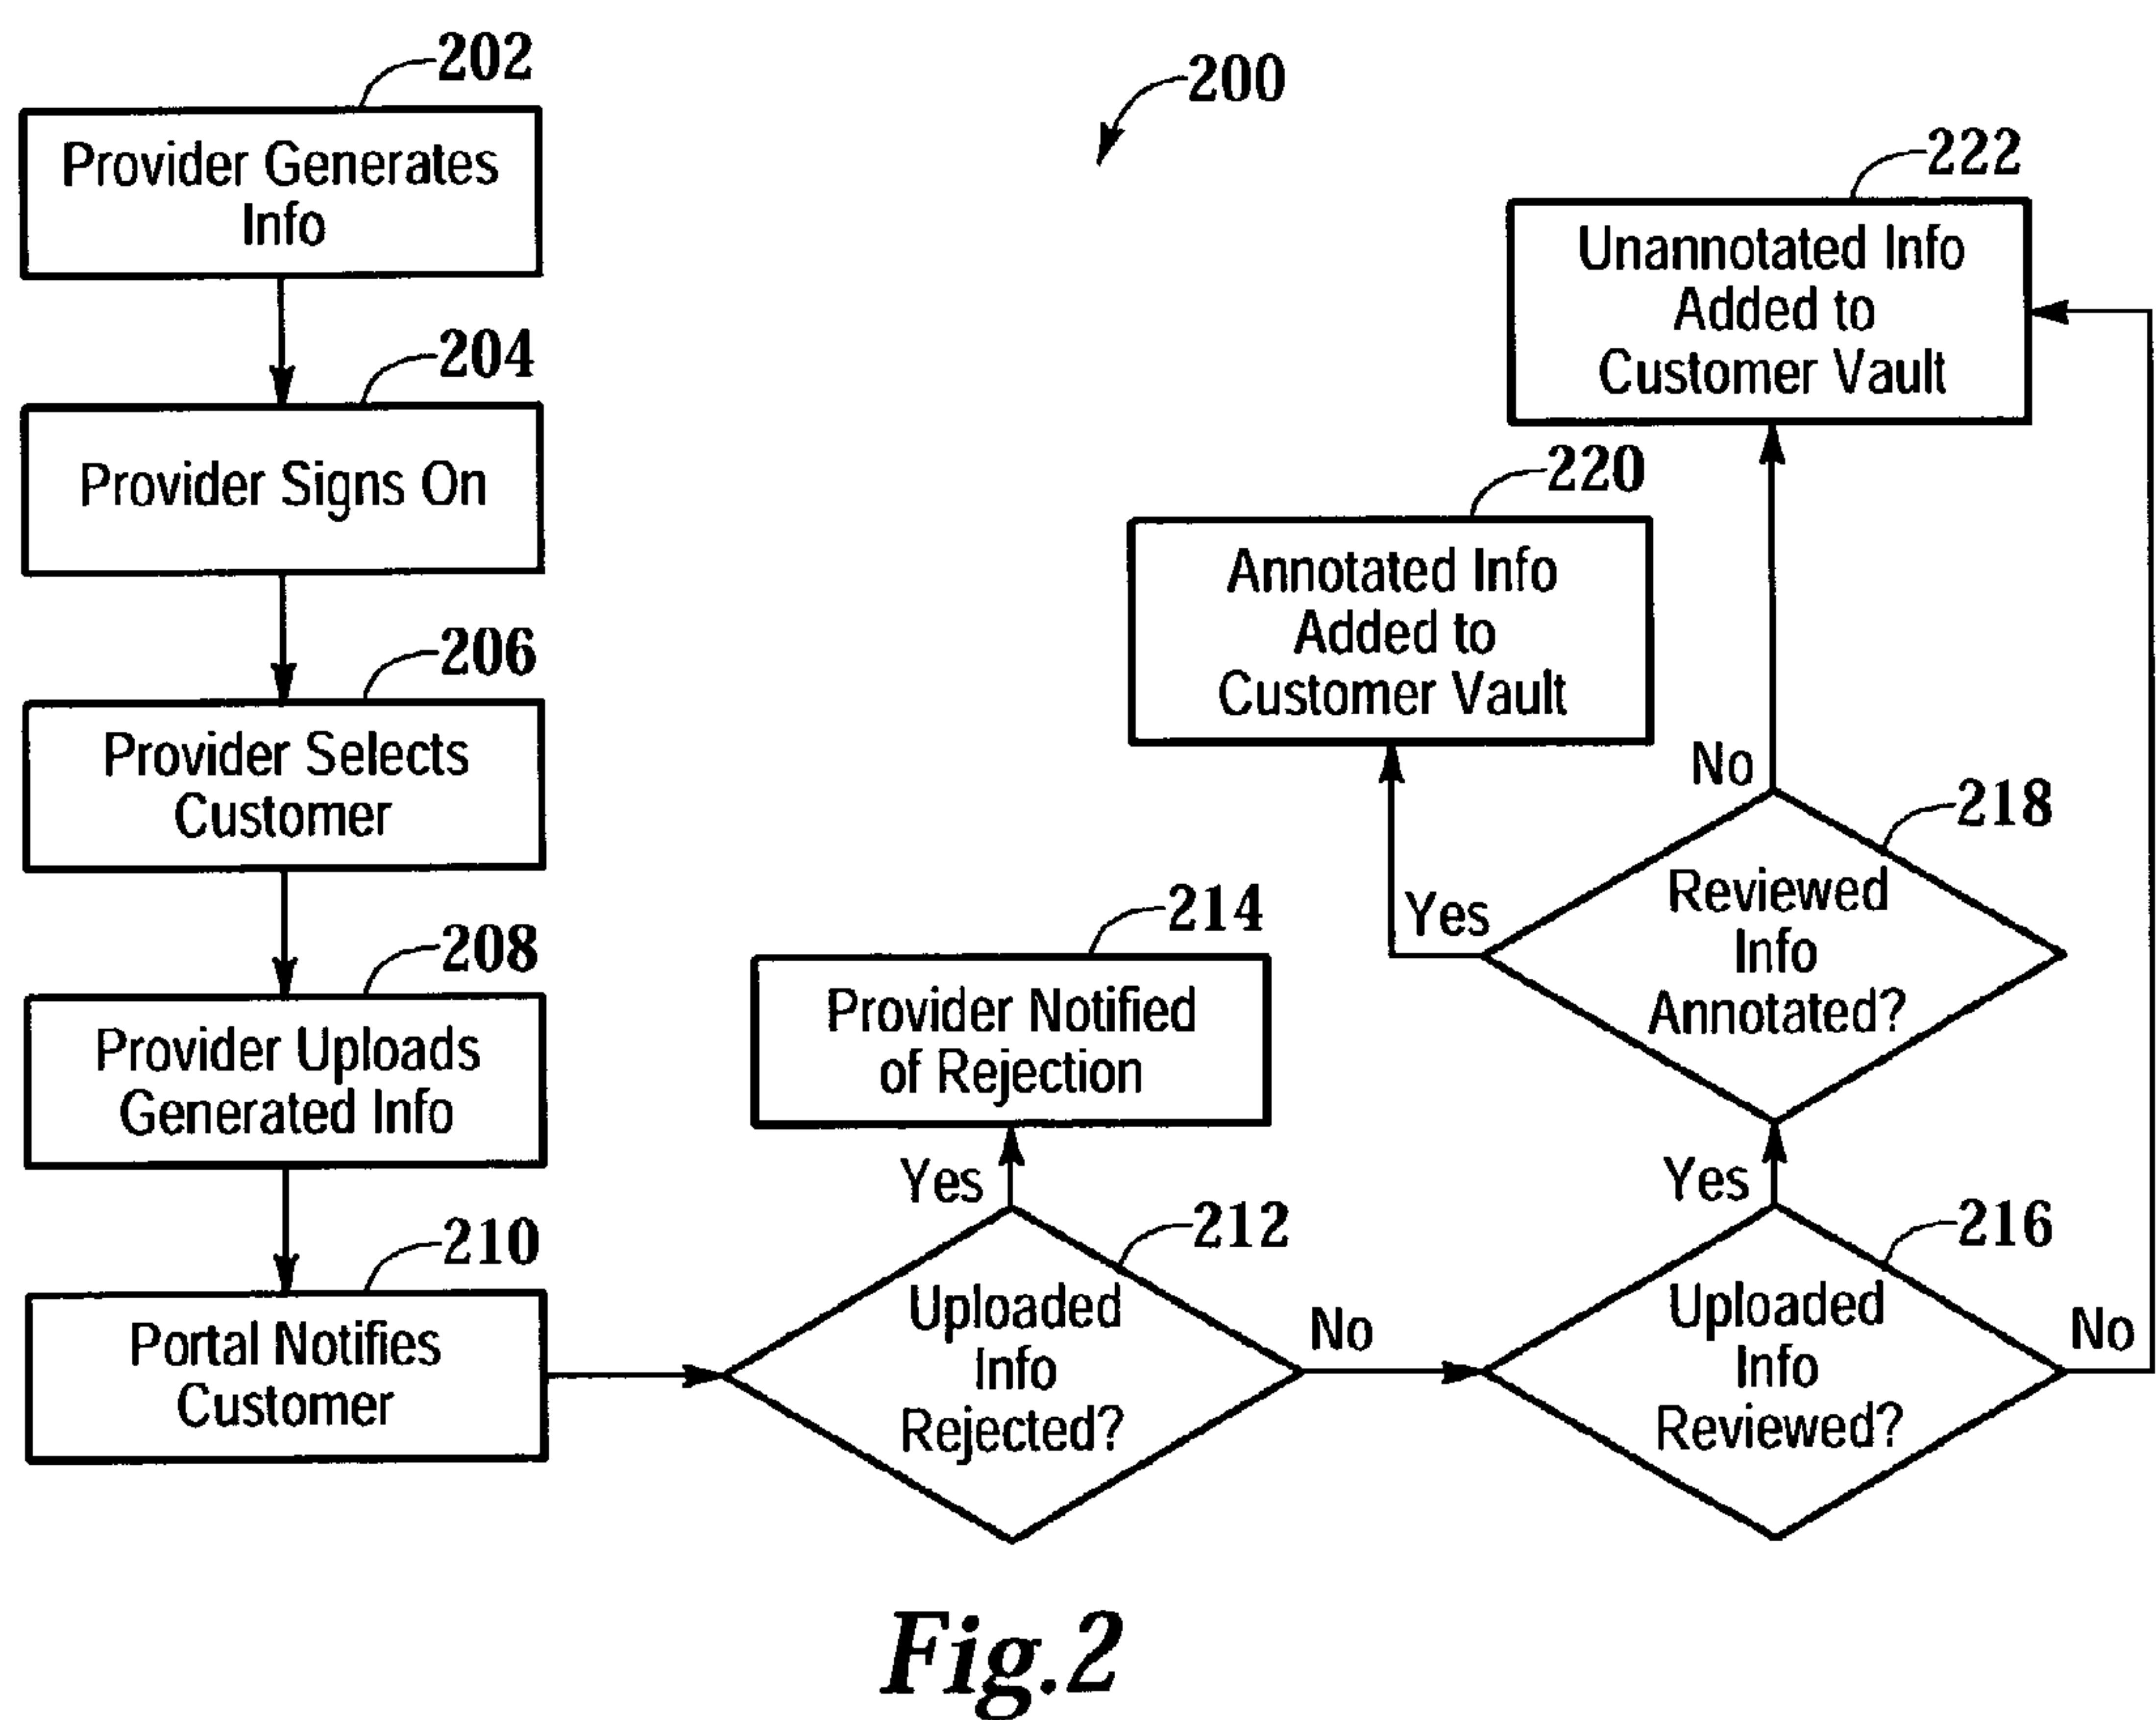 202
Provider Generates
Info
204
Provider Signs On
206
Provider Selects
Customer
208
Provider Uploads
Generated Info
210
Portal Notifies
Customer
200
212
Uploaded
Info
Rejected?
Yes
No
214
Provider Notified
of Rejection
216
Uploaded
Info
Reviewed?
Yes
No
218
Reviewed
Info
Annotated?
Yes
No
220
Annotated Info
Added to
Customer Vault
222
Unannotated Info
Added to
Customer Vault
Fig.2